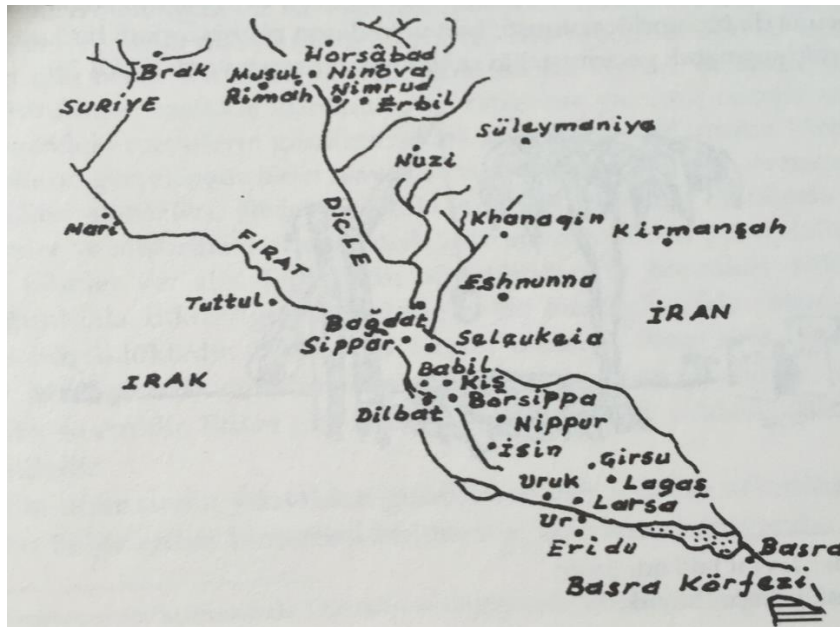 Horsâbad
Brak
Musul
Ninova
Rimah
Nimrud
Erbil
SURİYE
Süleymaniye
Nuzi
Khanaqin
Kirmanşah
Mari
FIRAT
DİCLE
Eshnunna
Tuttul
Bağdat
İRAN
Sippar
Selçukeia
IRAK
Babil
Kiş
Borsippa
Dilbat
Nippur
İsin
Girsu
Uruk
Lagaş
Larsa
Ur
Eridu
Basra
Basra Körfezi